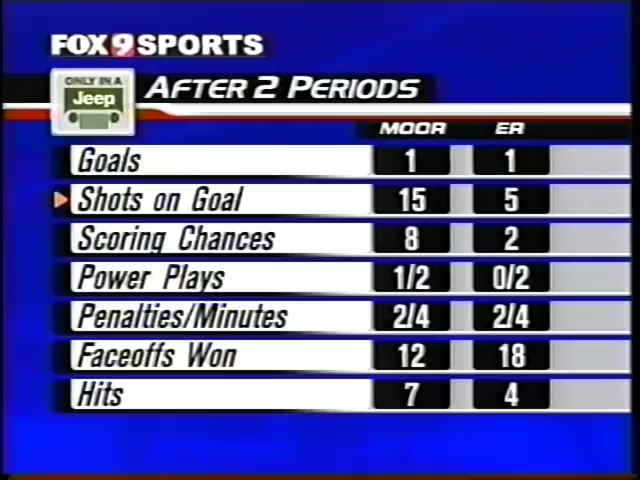 FOX 9 SPORTS
ONLY IN A
Jeep
AFTER 2 PERIODS
MOOR ER
Goals 1 1
Shots on Goal 15 5
Scoring Chances 8 2
Power Plays 1/2 0/2
Penalties/Minutes 2/4 2/4
Faceoffs Won 12 18
Hits 7 4